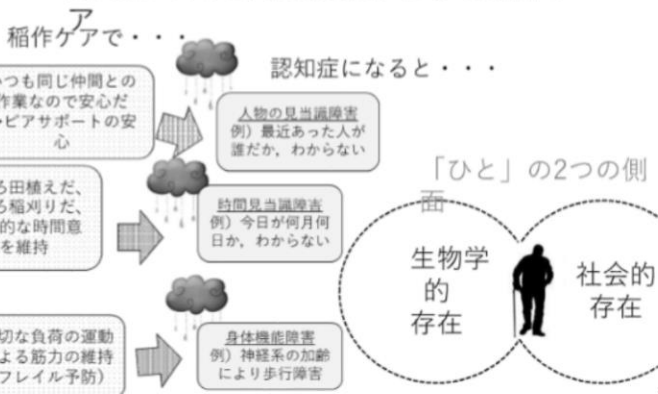 ア
稲作ケアで・・・
つも同じ仲間との
作業なので安心だ
ピアサポートの安
心
認知症になると・・・
人物の見当識障害
例）最近あった人が
誰だか，わからない
ろ田植えだ、
ろ稲刈りだ、
的な時間意
を維持
時間見当識障害
例）今日が何月何
日か，わからない
切な負荷の運動
よる筋力の維持
フレイル予防）
身体機能障害
例）神経系の加齢
により歩行障害
「ひと」の2つの側
面
生物学
的
存在
社会的
存在